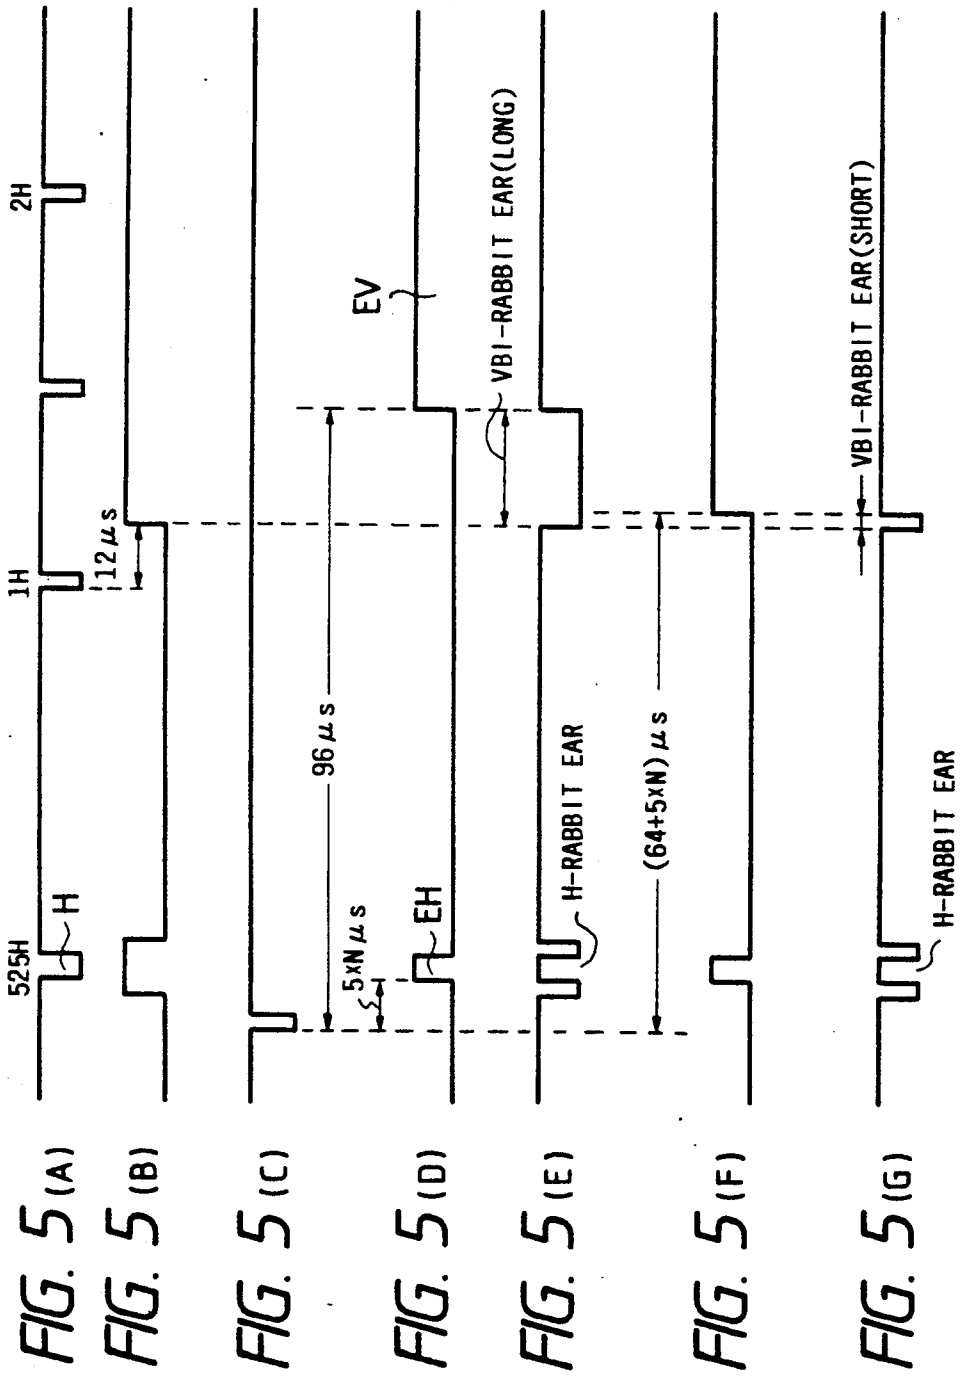 FIG. 5(A)
525H
1H
2H
H
12μs
FIG. 5(B)
FIG. 5(C)
96μs
5×Nμs
FIG. 5(D)
EH
EV
VBI-RABBIT EAR(LONG)
FIG. 5(E)
H-RABBIT EAR
(64+5×N)μs
FIG. 5(F)
VBI-RABBIT EAR(SHORT)
FIG. 5(G)
H-RABBIT EAR